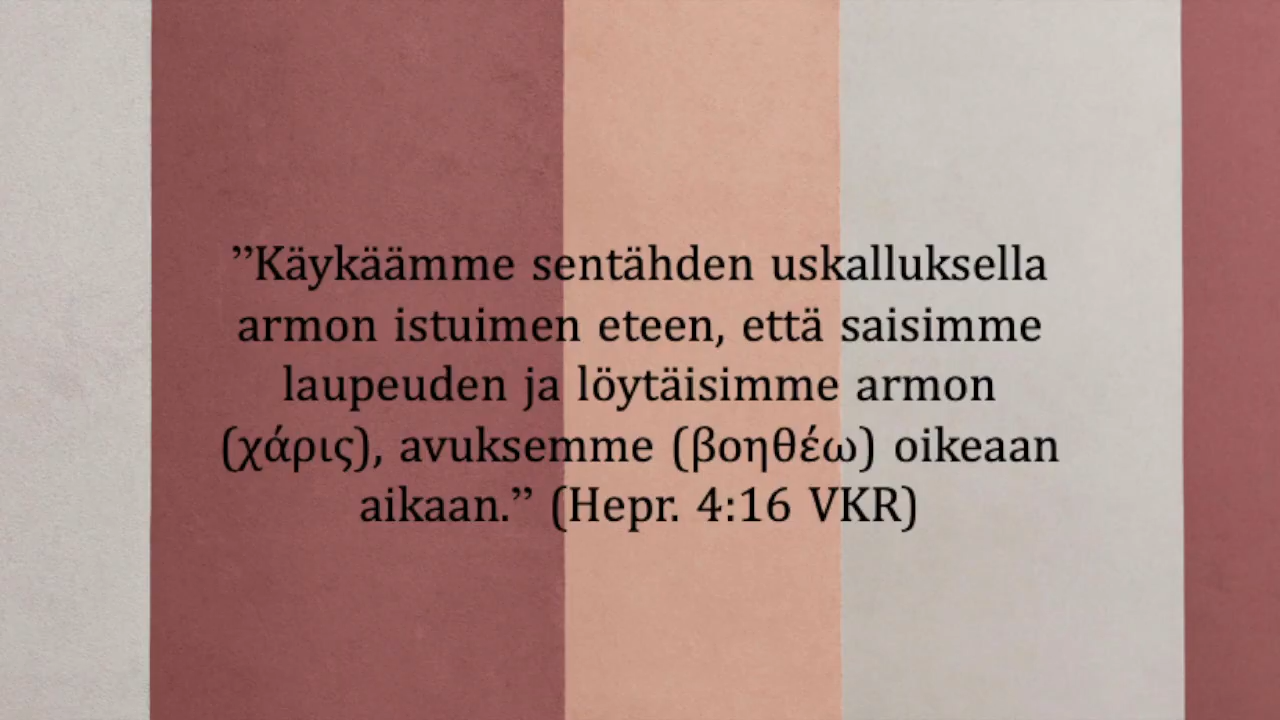 ”Käykäämme sentähden uskalluksella
armon istuimen eteen, että saisimme
laupeuden ja löytäisimme armon
(χάρις), avuksemme (βοηθέω) oikeaan
aikaan.” (Hepr. 4:16 VKR)